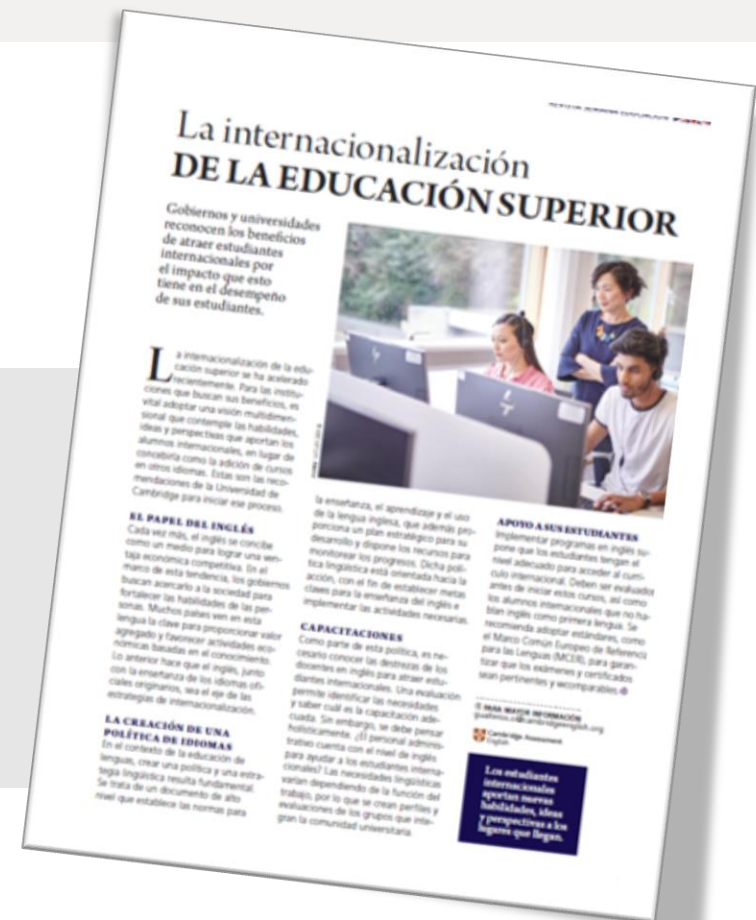 La internacionalización
DE LA EDUCACIÓN SUPERIOR
Gobiernos y universidades
reconocen los beneficios
de atraer estudiantes
internacionales por
el impacto que esto
tiene en el desempeño
de sus estudiantes.
La internacionalización de la edu-
cación superior se ha acelerado
recientemente. Para las institu-
ciones que buscan sus beneficios, es
vital adoptar una visión multidimen-
sional que contemple las habilidades,
ideas y perspectivas que aportan los
alumnos internacionales, en lugar de
concebirla como la adición de cursos
en otros idiomas. Estas son las reco-
mendaciones de la Universidad de
Cambridge para iniciar ese proceso.
EL PAPEL DEL INGLÉS
Cada vez más, el inglés se concibe
como un medio para lograr una ven-
taja económica competitiva. En el
marco de esta tendencia, los gobiernos
buscan acercarlo a la sociedad para
fortalecer las habilidades de las per-
sonas. Muchos países ven en esta
lengua la clave para proporcionar valor
agregado y favorecer actividades eco-
nómicas basadas en el conocimiento.
Lo anterior hace que el inglés, junto
con la enseñanza de los idiomas ofi-
ciales originarios, sea el eje de las
estrategias de internacionalización.
LA CREACIÓN DE UNA
POLÍTICA DE IDIOMAS
En el contexto de la educación de
lenguas, crear una política y una estra-
tegia lingüística resulta fundamental.
Se trata de un documento de alto
nivel que establece las normas para
la enseñanza, el aprendizaje y el uso
de la lengua inglesa, que además pro-
porciona un plan estratégico para su
desarrollo y dispone los recursos para
monitorear los progresos. Dicha polí-
tica lingüística está orientada hacia la
acción, con el fin de establecer metas
claves para la enseñanza del inglés e
implementar las actividades necesarias.
CAPACITACIONES
Como parte de esta política, es ne-
cesario conocer las destrezas de los
docentes en inglés para atraer estu-
diantes internacionales. Una evaluación
permite identificar las necesidades
y saber cuál es la capacitación ade-
cuada. Sin embargo, se debe pensar
holísticamente. ¿El personal adminis-
trativo cuenta con el nivel de inglés
para ayudar a los estudiantes interna-
cionales? Las necesidades lingüísticas
varían dependiendo de la función del
trabajo, por lo que se crean perfiles y
evaluaciones de los grupos que inte-
gran la comunidad universitaria.
APOYO A SUS ESTUDIANTES
Implementar programas en inglés su-
pone que los estudiantes tengan el
nivel adecuado para acceder al currí-
culo internacional. Deben ser evaluados
antes de iniciar estos cursos, así como
los alumnos internacionales que no ha-
blan inglés como primera lengua. Se
recomienda adoptar estándares, como
el Marco Común Europeo de Referencia
para las Lenguas (MCER), para garan-
tizar que los exámenes y certificados
sean pertinentes y
PARA MAYOR INFORMACIÓN
Cambridge Assessment
English
Los estudiantes
internacionales
aportan nuevas
habilidades, ideas
y perspectivas a los
lugares que llegan.